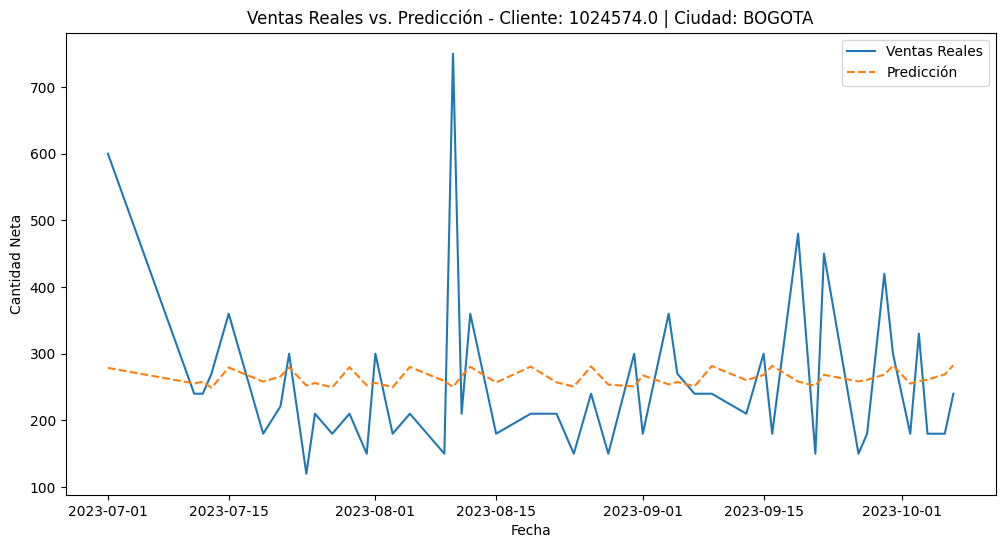 Ventas Reales vs. Predicción - Cliente: 1024574.0 | Ciudad: BOGOTA
Ventas Reales
Predicción
Cantidad Neta
700
600
500
400
300
200
100
2023-07-01
2023-07-15
2023-08-01
2023-08-15
2023-09-01
2023-09-15
2023-10-01
Fecha